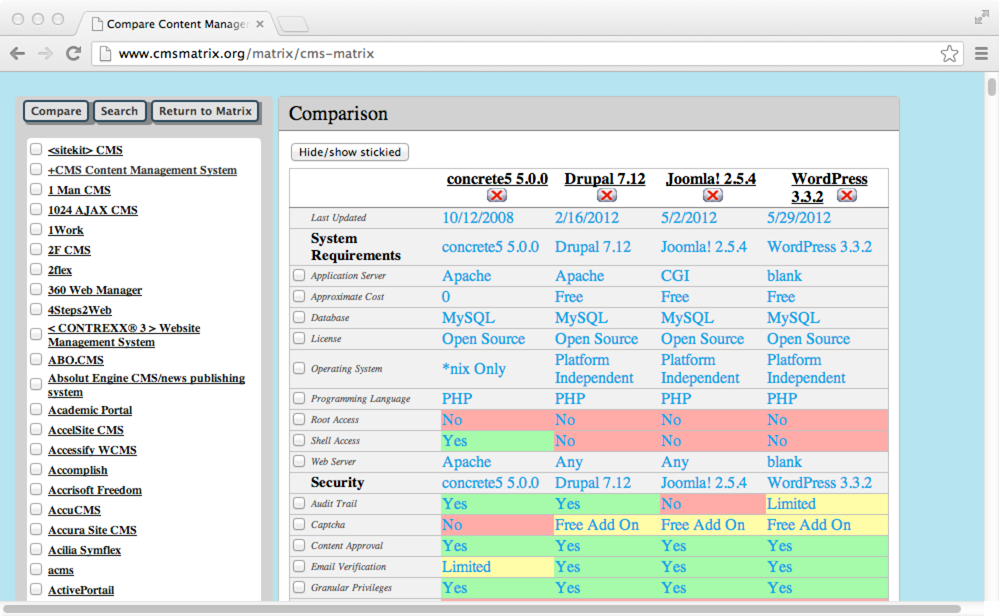 Compare Content Manage
www.cmsmatrix.org/matrix/cms-matrix
Compare Search Return to Matrix
<sitekit> CMS
+CMS Content Management System
1 Man CMS
1024 AJAX CMS
1Work
2F CMS
2flex
360 Web Manager
4Steps2Web
< CONTREXX® 3 > Website
Management System
ABO.CMS
Absolut Engine CMS/news publishing
system
Academic Portal
AccelSite CMS
Accessify WCMS
Accomplish
Accrisoft Freedom
AccuCMS
Accura Site CMS
Acilia Symflex
acms
ActivePortail
Comparison
Hide/show stickied
concrete5 5.0.0 Drupal 7.12 Joomla! 2.5.4 WordPress
3.3.2
Last Updated 10/12/2008 2/16/2012 5/2/2012 5/29/2012
System
Requirements concrete5 5.0.0 Drupal 7.12 Joomla! 2.5.4 WordPress 3.3.2
Application Server Apache Apache CGI blank
Approximate Cost 0 Free Free Free
Database MySQL MySQL MySQL MySQL
License Open Source Open Source Open Source Open Source
Operating System *nix Only Platform Platform Platform
Independent Independent Independent
Programming Language PHP PHP PHP PHP
Root Access No No No No
Shell Access Yes No No No
Web Server Apache Any Any blank
Security concrete5 5.0.0 Drupal 7.12 Joomla! 2.5.4 WordPress 3.3.2
Audit Trail Yes Yes No Limited
Captcha No Free Add On Free Add On Free Add On
Content Approval Yes Yes Yes Yes
Email Verification Limited Yes Yes Yes
Granular Privileges Yes Yes Yes Yes